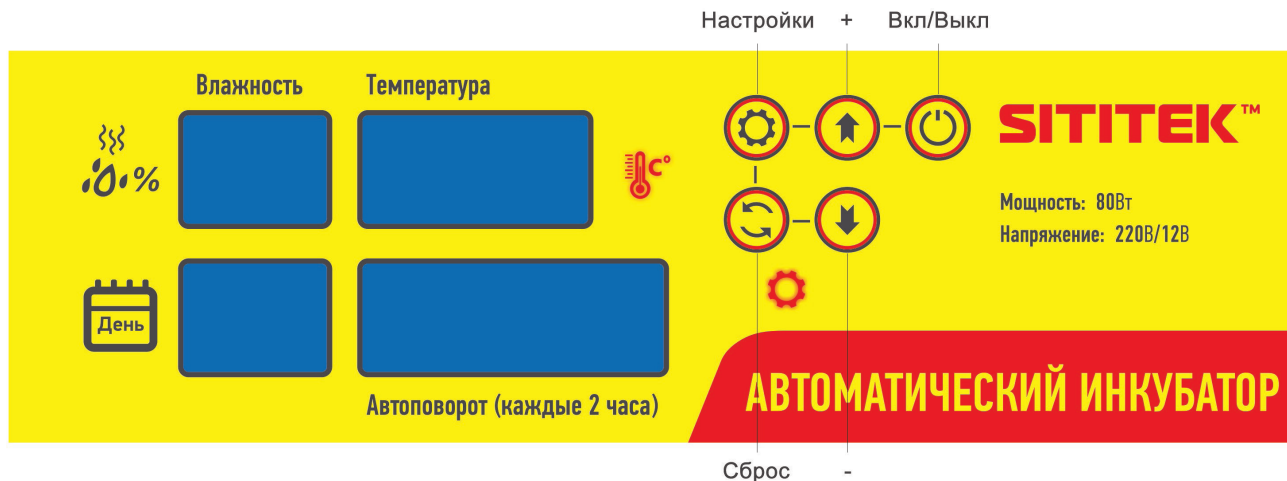 Настройки + Вкл/Выкл
Влажность Температура
SITITEK™
%
C°
Мощность: 80Вт
Напряжение: 220В/12В
День
АВТОМАТИЧЕСКИЙ ИНКУБАТОР
Автоповорот (каждые 2 часа)
Сброс -